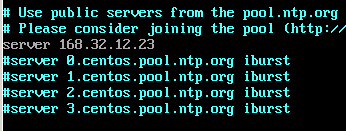 # Use public servers from the pool.ntp.org
# Please consider joining the pool (http://
server 168.32.12.23
#server 0.centos.pool.ntp.org iburst
#server 1.centos.pool.ntp.org iburst
#server 2.centos.pool.ntp.org iburst
#server 3.centos.pool.ntp.org iburst